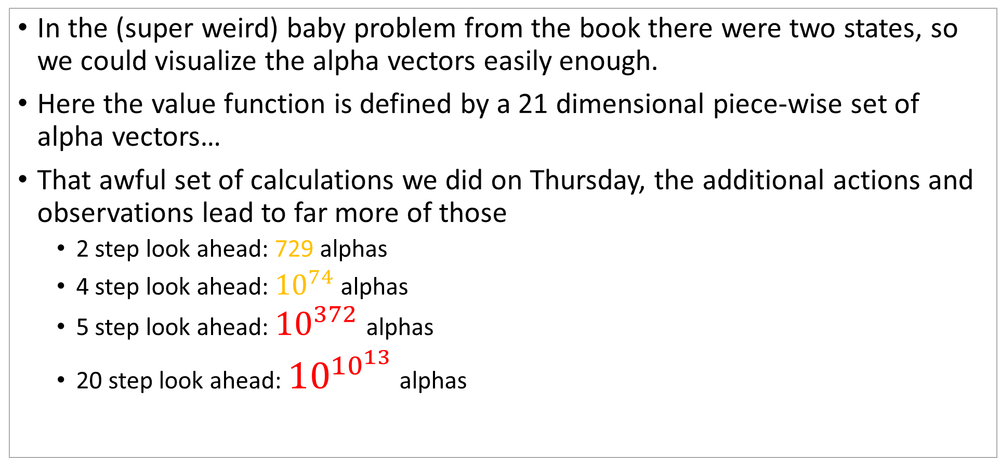 • In the (super weird) baby problem from the book there were two states, so
we could visualize the alpha vectors easily enough.
• Here the value function is defined by a 21 dimensional piece-wise set of
alpha vectors...
• That awful set of calculations we did on Thursday, the additional actions and
observations lead to far more of those
• 2 step look ahead: 729 alphas
• 4 step look ahead: 10^74 alphas
• 5 step look ahead: 10^372 alphas
• 20 step look ahead: 10^10^13 alphas